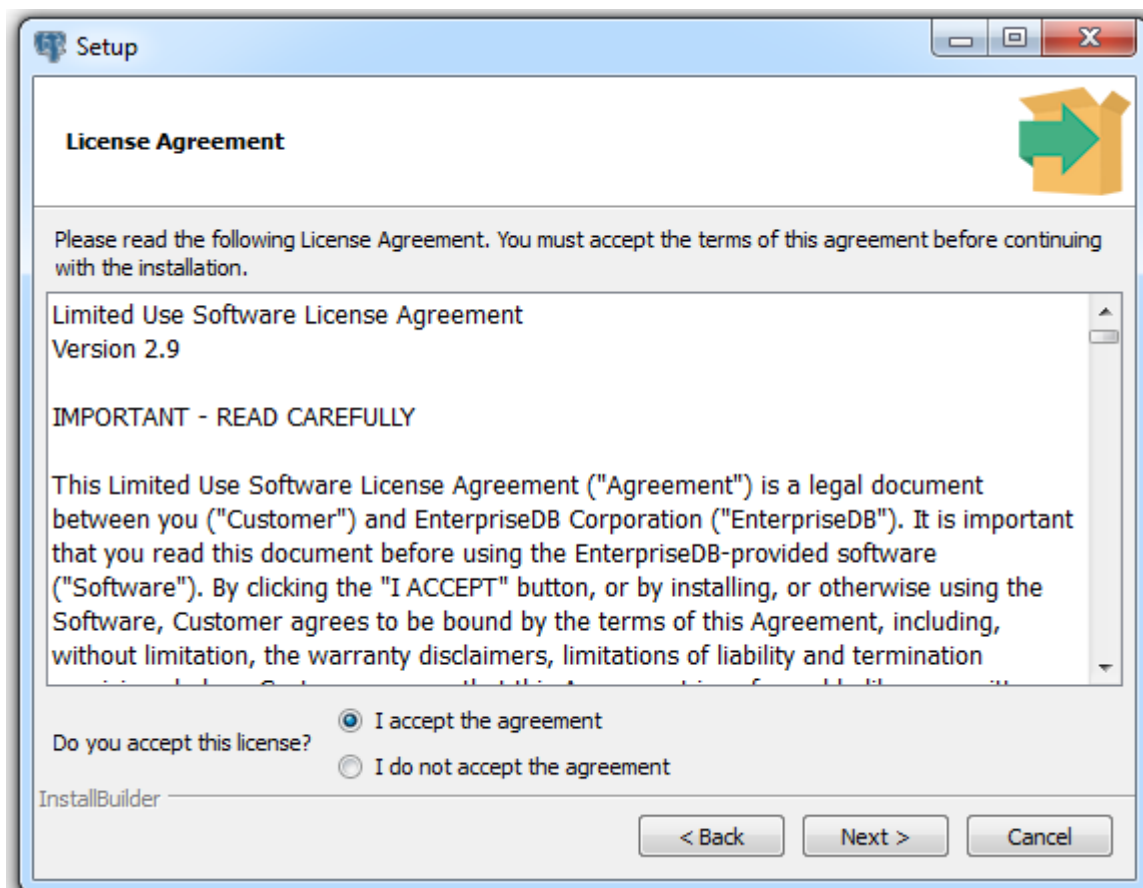 Setup
License Agreement
Please read the following License Agreement. You must accept the terms of this agreement before continuing
with the installation.
Limited Use Software License Agreement
Version 2.9
IMPORTANT - READ CAREFULLY
This Limited Use Software License Agreement ("Agreement") is a legal document
between you ("Customer") and EnterpriseDB Corporation ("EnterpriseDB"). It is important
that you read this document before using the EnterpriseDB-provided software
("Software"). By clicking the "I ACCEPT" button, or by installing, or otherwise using the
Software, Customer agrees to be bound by the terms of this Agreement, including,
without limitation, the warranty disclaimers, limitations of liability and termination
Do you accept this license?
I accept the agreement
I do not accept the agreement
InstallBuilder
< Back
Next >
Cancel